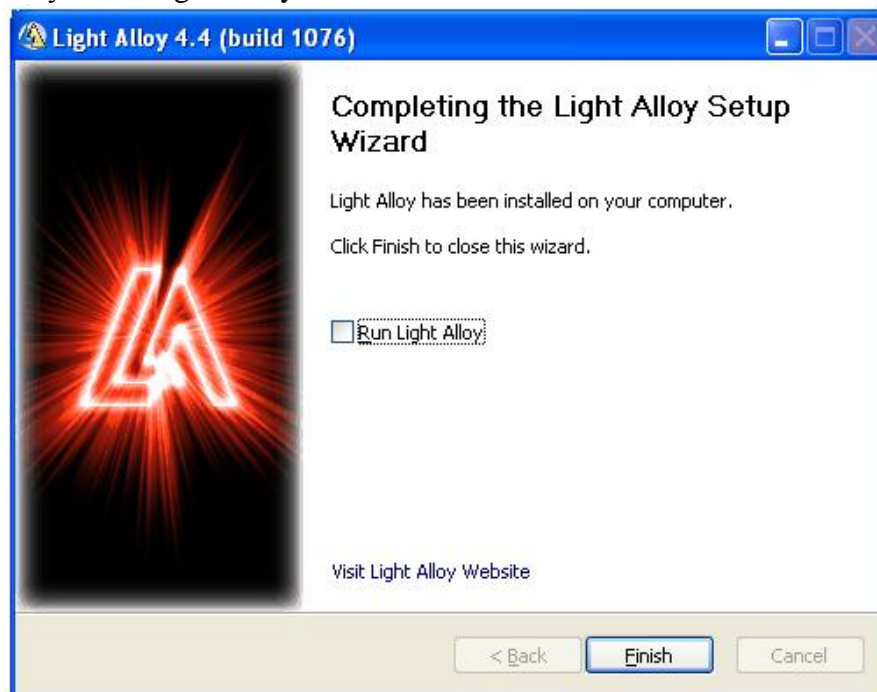 Light Alloy 4.4 (build 1076)
Completing the Light Alloy Setup
Wizard
Light Alloy has been installed on your computer.
Click Finish to close this wizard.
Run Light Alloy
LA
Visit Light Alloy Website
< Back Finish Cancel